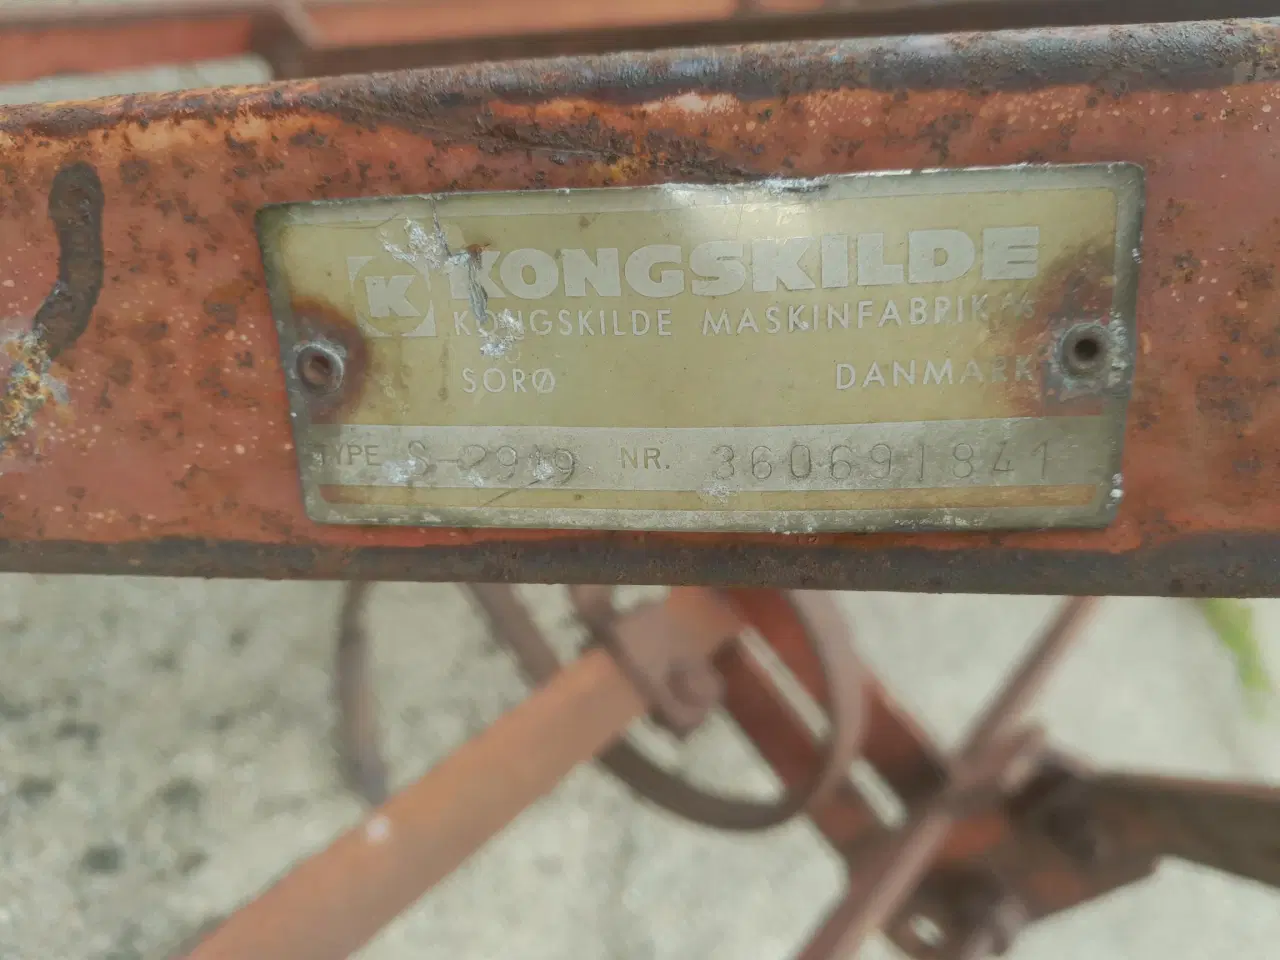 K KONGSKILDE
KONGSKILDE MASKINFABRIK A/S
SORØ DANMARK
TYPE S-2919 NR. 360691841